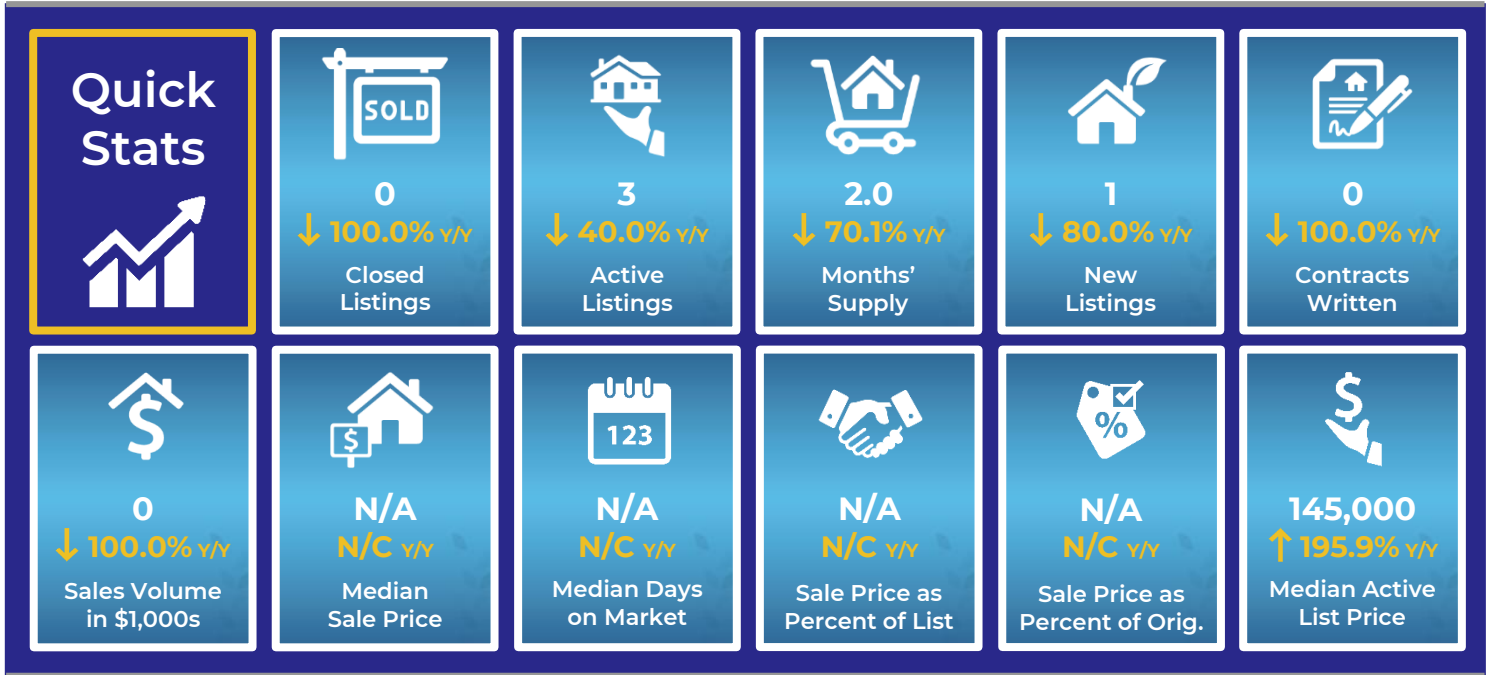 Quick
Stats
SOLD
0
↓ 100.0% Y/Y
Closed
Listings
3
↓ 40.0% Y/Y
Active
Listings
2.0
↓ 70.1% Y/Y
Months’
Supply
1
↓ 80.0% Y/Y
New
Listings
0
↓ 100.0% Y/Y
Contracts
Written
$
0
↓ 100.0% Y/Y
Sales Volume
in $1,000s
$
N/A
N/C Y/Y
Median
Sale Price
123
N/A
N/C Y/Y
Median Days
on Market
N/A
N/C Y/Y
Sale Price as
Percent of List
%
N/A
N/C Y/Y
Sale Price as
Percent of Orig.
$
145,000
↑ 195.9% Y/Y
Median Active
List Price